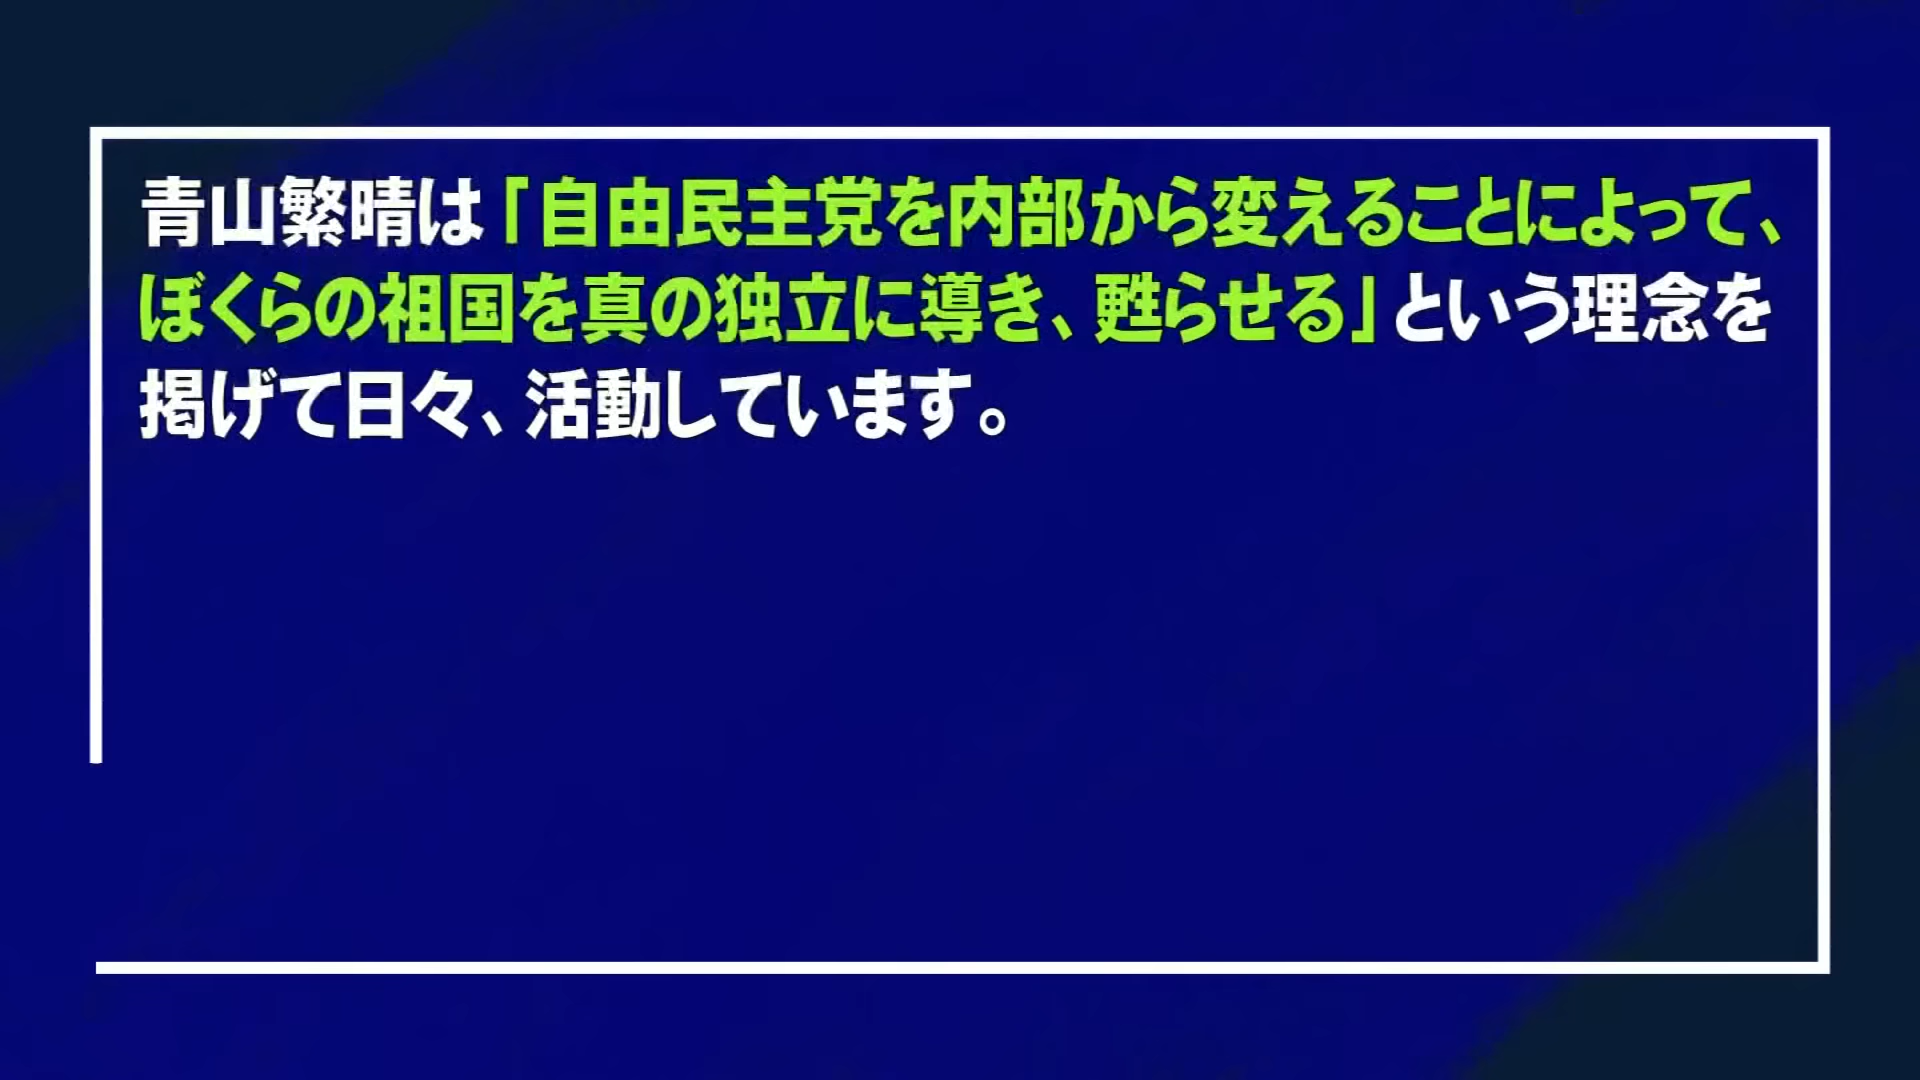 青山繁晴は「自由民主党を内部から変えることによって、
ぼくらの祖国を真の独立に導き、甦らせる」という理念を
掲げて日々、活動しています。